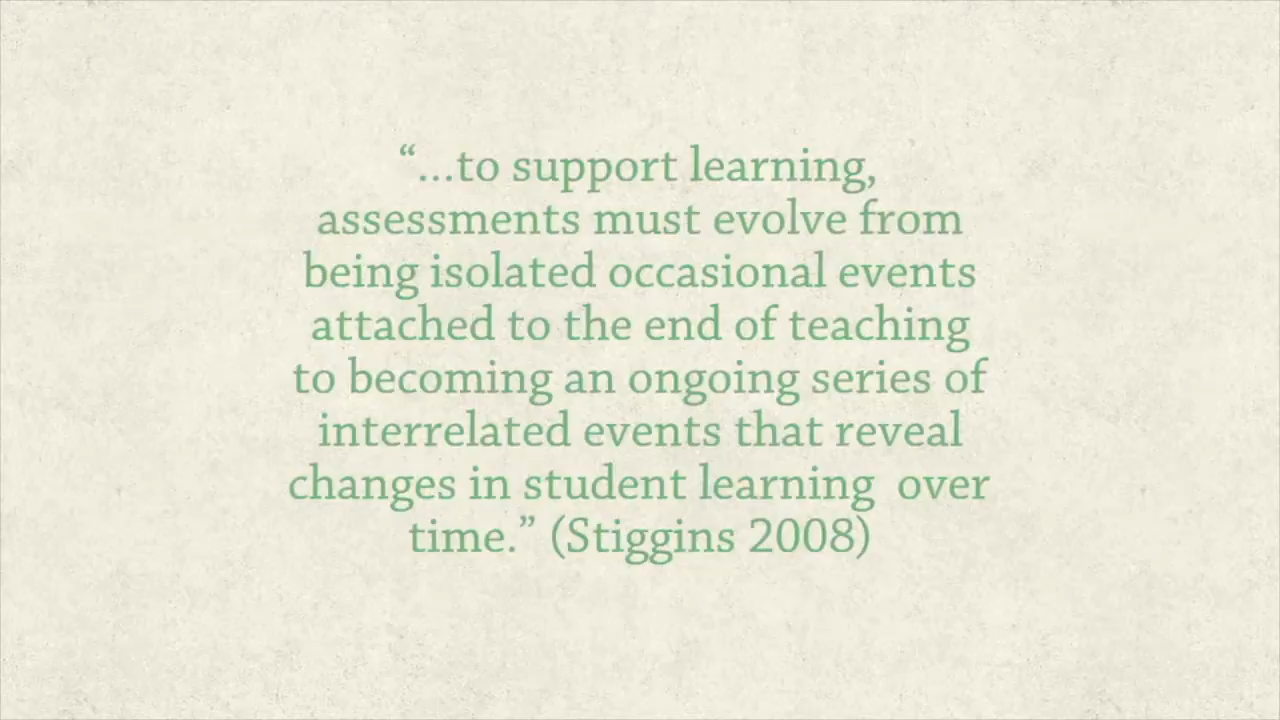 “...to support learning,
assessments must evolve from
being isolated occasional events
attached to the end of teaching
to becoming an ongoing series of
interrelated events that reveal
changes in student learning  over
time.” (Stiggins 2008)